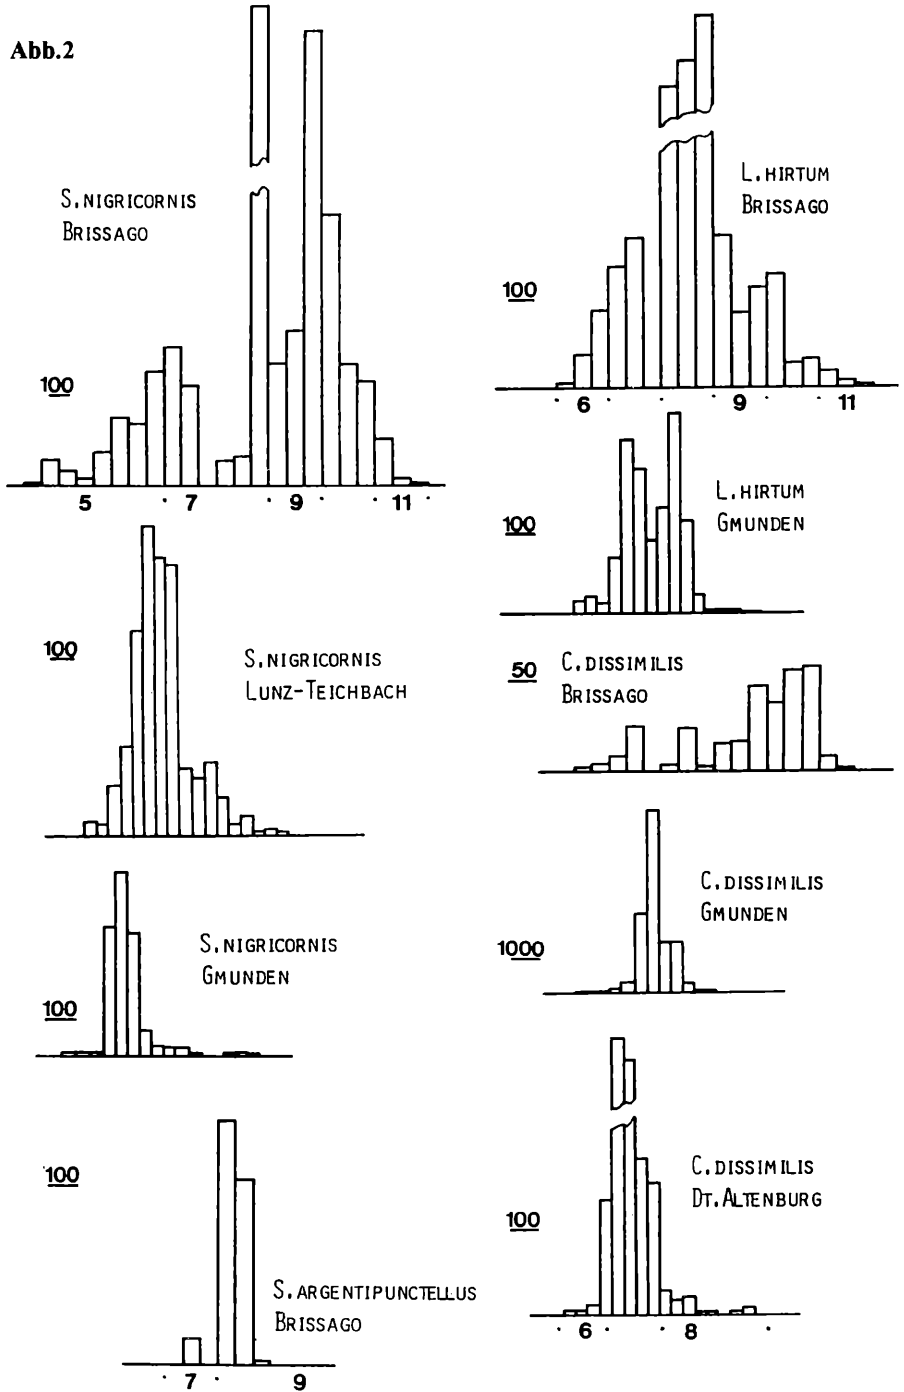 Abb.2
S.NIGRICORNIS
BRISSAGO
100
5 · 7 · 9 · · 11 ·
100
S.NIGRICORNIS
LUNZ-TEICHBACH
100
S.NIGRICORNIS
GMUNDEN
100
S.ARGENTIPUNCTELLUS
BRISSAGO
· 7 · 9
L.HIRTUM
BRISSAGO
100
· 6 · · · 9 · · 11
L.HIRTUM
GMUNDEN
100
50
C.DISSIMILIS
BRISSAGO
C.DISSIMILIS
GMUNDEN
1000
C.DISSIMILIS
DT.ALTENBURG
100
· 6 · · 8 ·